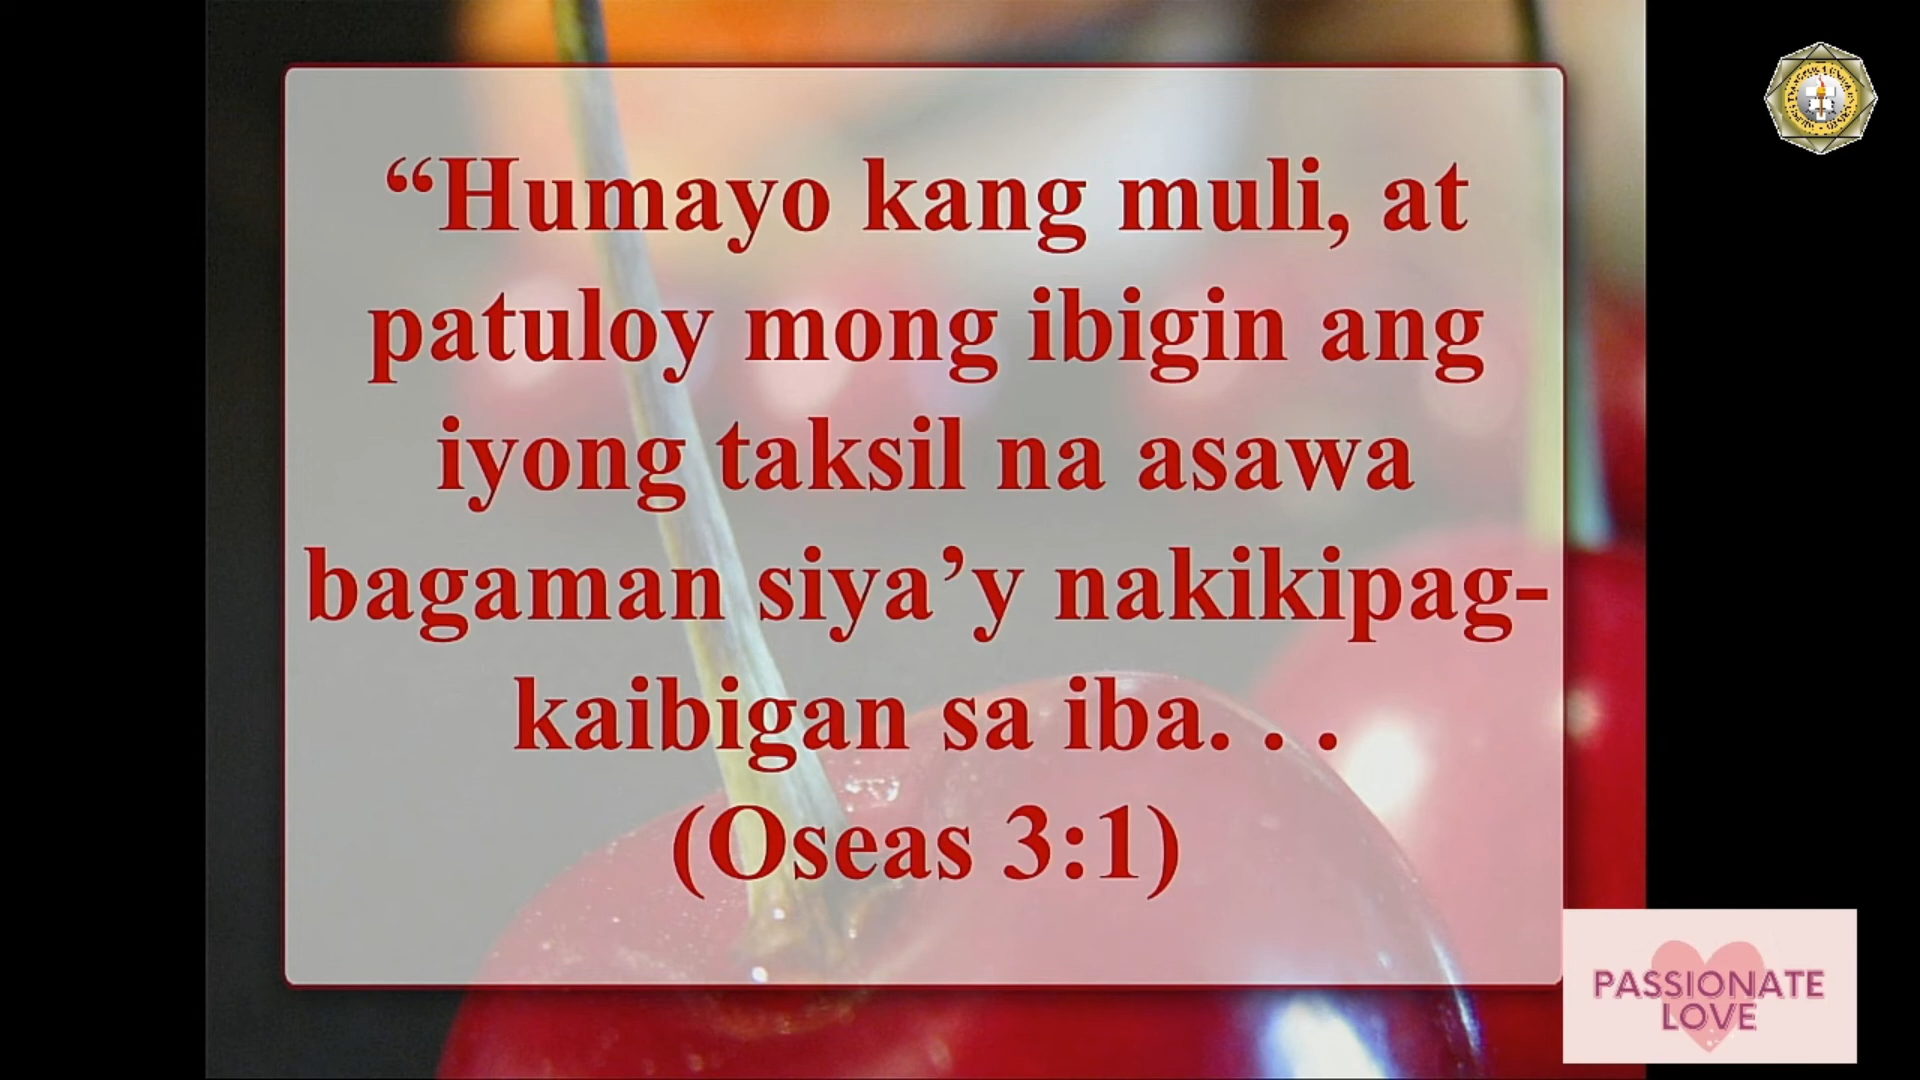 “Humayo kang muli, at
patuloy mong ibigin ang
iyong taksil na asawa
bagaman siya’y nakikipag-
kaibigan sa iba. . .
(Oseas 3:1)
PASSIONATE
LOVE